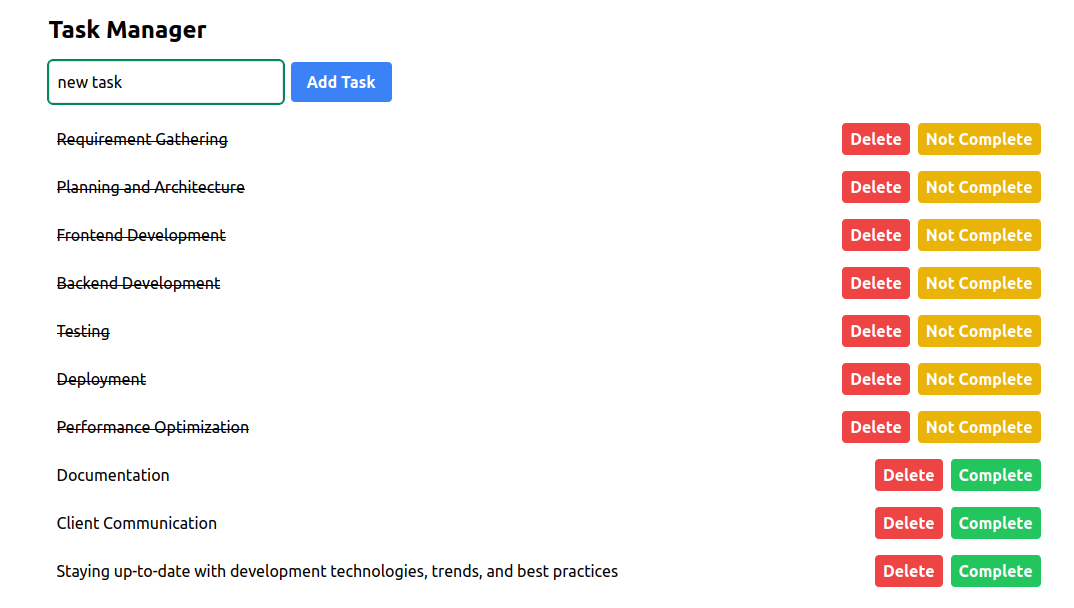 Task Manager
new task Add Task
Requirement Gathering Delete Not Complete
Planning and Architecture Delete Not Complete
Frontend Development Delete Not Complete
Backend Development Delete Not Complete
Testing Delete Not Complete
Deployment Delete Not Complete
Performance Optimization Delete Not Complete
Documentation Delete Complete
Client Communication Delete Complete
Staying up-to-date with development technologies, trends, and best practices Delete Complete